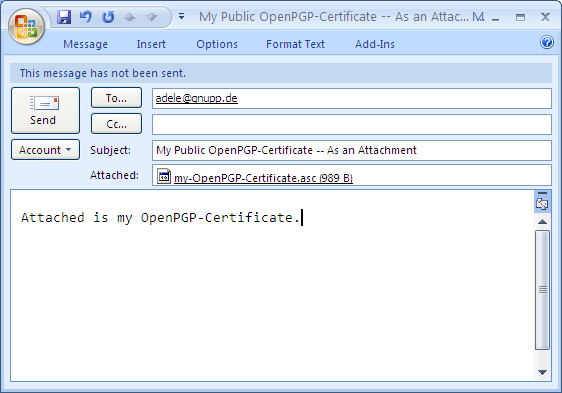 My Public OpenPGP-Certificate -- As an Attac... M...
Message Insert Options Format Text Add-Ins
This message has not been sent.
To... adele@gnupp.de
Send
Cc...
Account Subject: My Public OpenPGP-Certificate -- As an Attachment
Attached: my-OpenPGP-Certificate.asc (989 B)
Attached is my OpenPGP-Certificate.